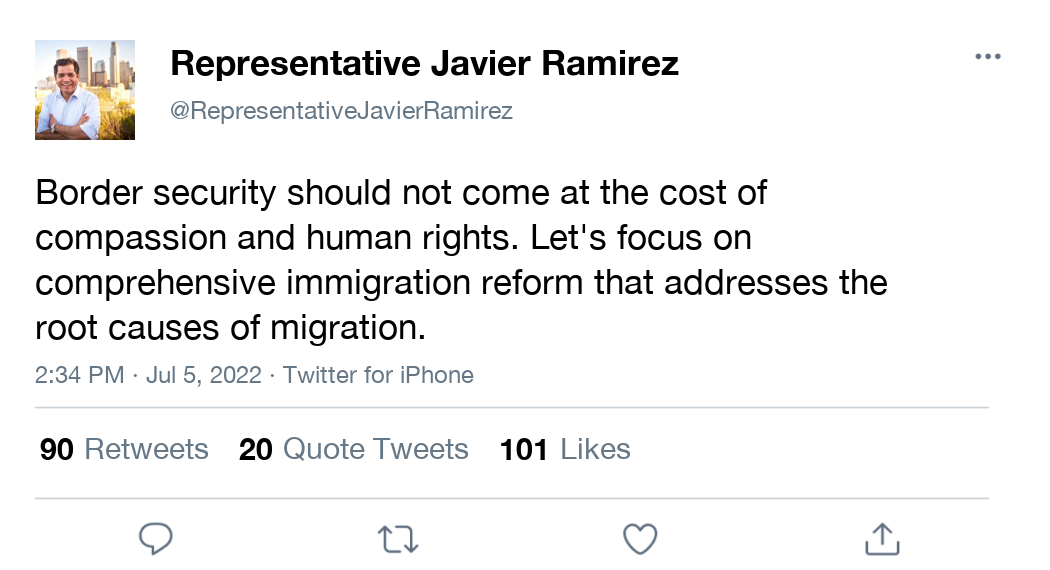 Representative Javier Ramirez
@RepresentativeJavierRamirez
Border security should not come at the cost of
compassion and human rights. Let's focus on
comprehensive immigration reform that addresses the
root causes of migration.
2:34 PM · Jul 5, 2022 · Twitter for iPhone
90 Retweets 20 Quote Tweets 101 Likes